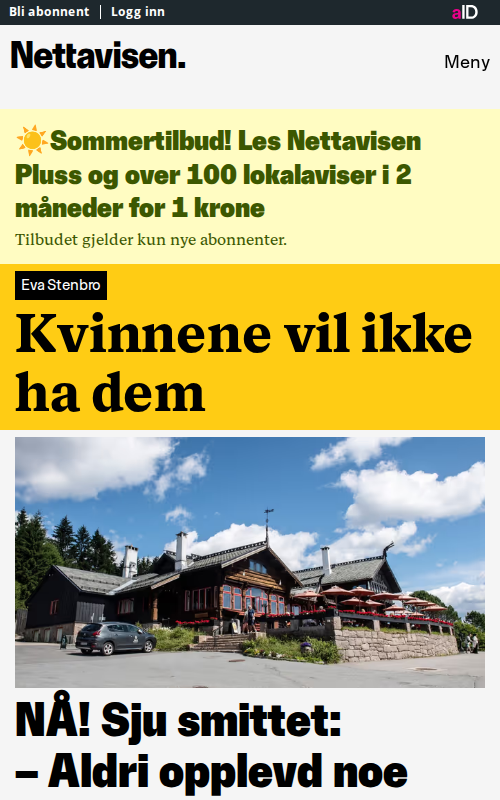 Bli abonnent
Logg inn
aID
Nettavisen.
Meny
☀️Sommertilbud! Les Nettavisen
Pluss og over 100 lokalaviser i 2
måneder for 1 krone
Tilbudet gjelder kun nye abonnenter.
Eva Stenbro
Kvinnene vil ikke
ha dem
NÅ! Sju smittet:
– Aldri opplevd noe